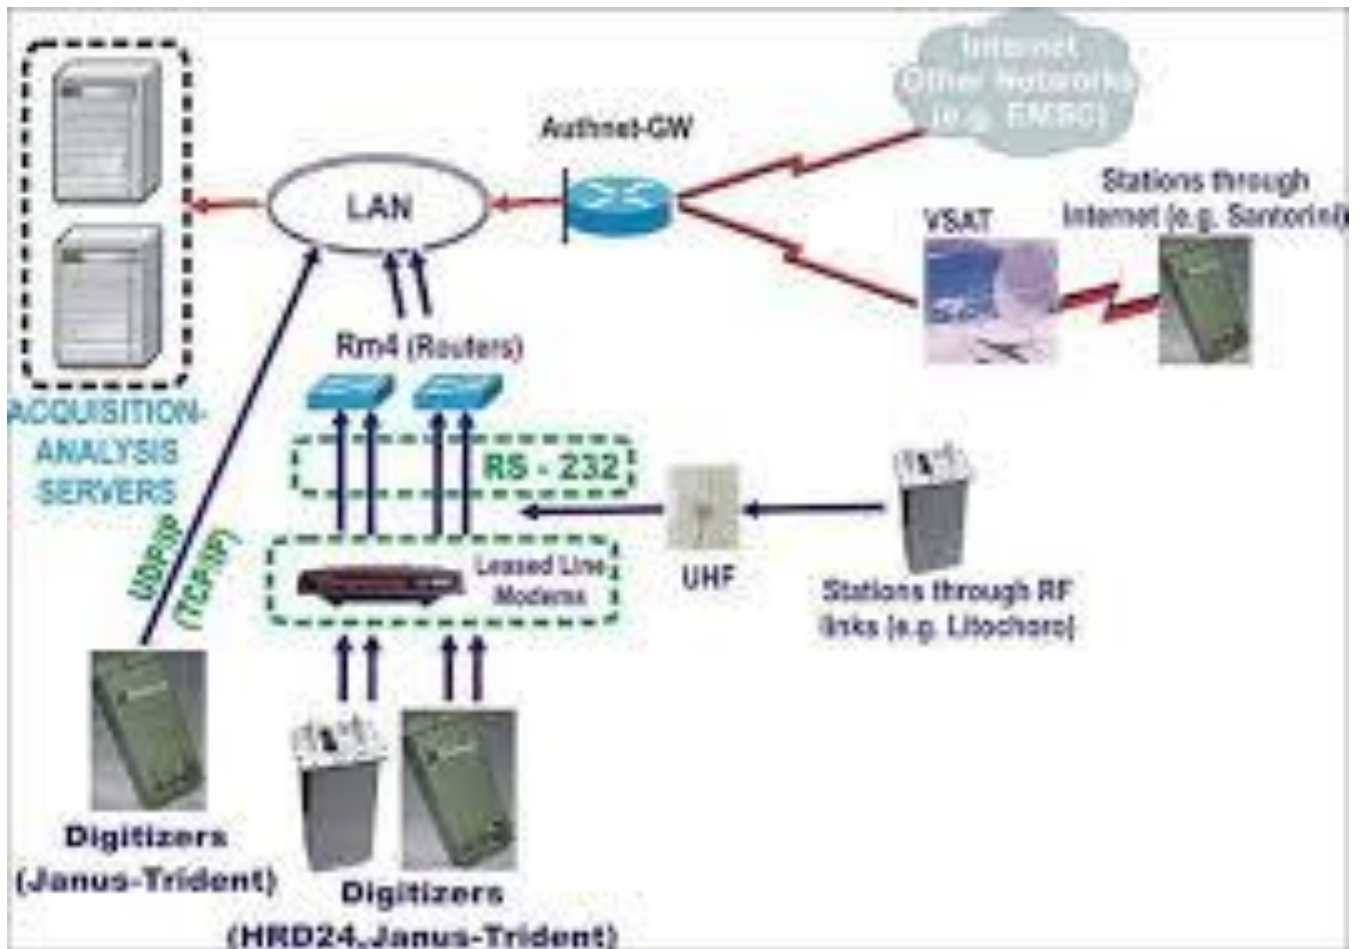 Internet
Other Networks
(e.g. EMSC)
Authnet-GW
Stations through
Internet (e.g. Santorini)
VSAT
LAN
Rm4 (Routers)
ACQUISITION-
ANALYSIS
SERVERS
RS - 232
UDP/IP
(TCP/IP)
Leased Line
Modems
UHF
Stations through RF
links (e.g. Litochoro)
Digitizers
(Janus-Trident)
Digitizers
(HRD24,Janus-Trident)